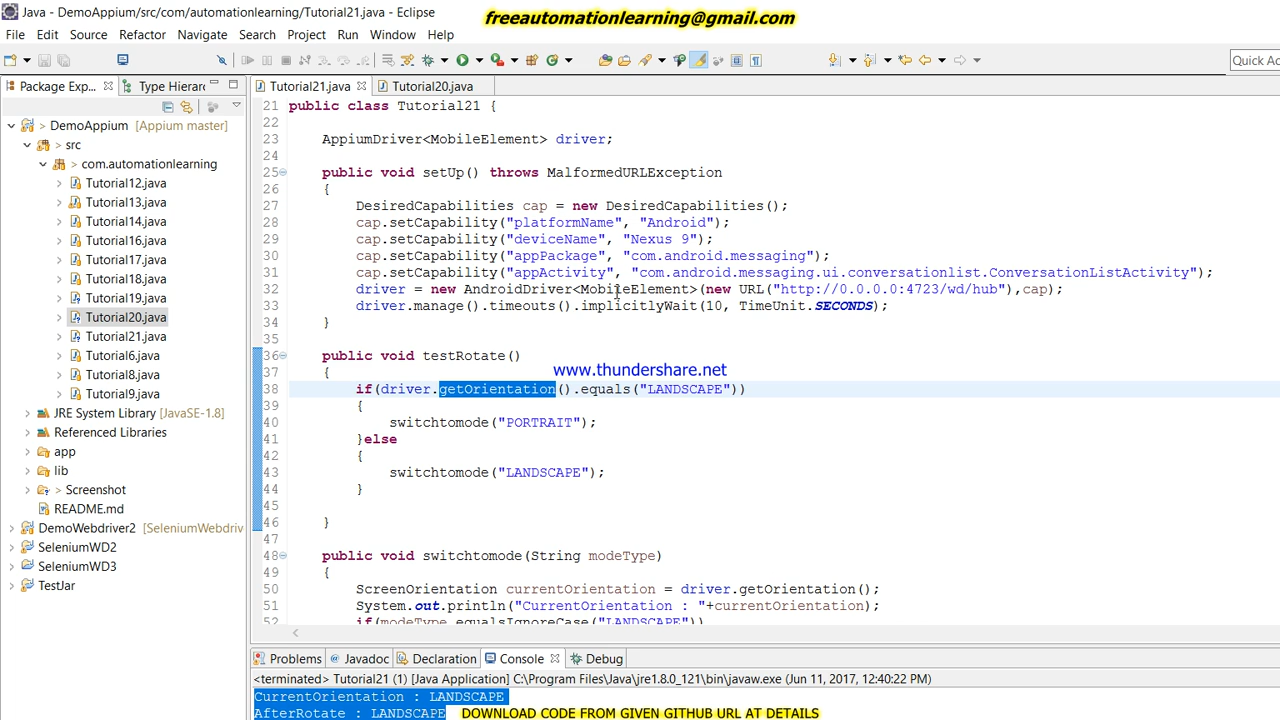 Java - DemoAppium/src/com/automationlearning/Tutorial21.java - Eclipse
freeautomationlearning@gmail.com
File Edit Source Refactor Navigate Search Project Run Window Help
Quick Ac
Package Exp... Type Hierarc
Tutorial21.java Tutorial20.java
DemoAppium [Appium master]
src
com.automationlearning
Tutorial12.java
Tutorial13.java
Tutorial14.java
Tutorial16.java
Tutorial17.java
Tutorial18.java
Tutorial19.java
Tutorial20.java
Tutorial21.java
Tutorial6.java
Tutorial8.java
Tutorial9.java
JRE System Library [JavaSE-1.8]
Referenced Libraries
app
lib
Screenshot
README.md
DemoWebdriver2 [SeleniumWebdriv
SeleniumWD2
SeleniumWD3
TestJar
21 public class Tutorial21 {
22
23 AppiumDriver<MobileElement> driver;
24
25 public void setUp() throws MalformedURLException
26 {
27 DesiredCapabilities cap = new DesiredCapabilities();
28 cap.setCapability("platformName", "Android");
29 cap.setCapability("deviceName", "Nexus 9");
30 cap.setCapability("appPackage", "com.android.messaging");
31 cap.setCapability("appActivity", "com.android.messaging.ui.conversationlist.ConversationListActivity");
32 driver = new AndroidDriver<MobileElement>(new URL("http://0.0.0.0:4723/wd/hub"),cap);
33 driver.manage().timeouts().implicitlyWait(10, TimeUnit.SECONDS);
34 }
35
36 public void testRotate()
37 {
www.thundershare.net
38 if(driver.getOrientation().equals("LANDSCAPE"))
39 {
40 switchtomode("PORTRAIT");
41 }else
42 {
43 switchtomode("LANDSCAPE");
44 }
45
46 }
47
48 public void switchtomode(String modeType)
49 {
50 ScreenOrientation currentOrientation = driver.getOrientation();
51 System.out.println("CurrentOrientation : "+currentOrientation);
52 if(modeType.equalsIgnoreCase("LANDSCAPE"))
Problems Javadoc Declaration Console Debug
<terminated> Tutorial21 (1) [Java Application] C:\Program Files\Java\jre1.8.0_121\bin\javaw.exe (Jun 11, 2017, 12:40:22 PM)
CurrentOrientation : LANDSCAPE
AfterRotate : LANDSCAPE
DOWNLOAD CODE FROM GIVEN GITHUB URL AT DETAILS